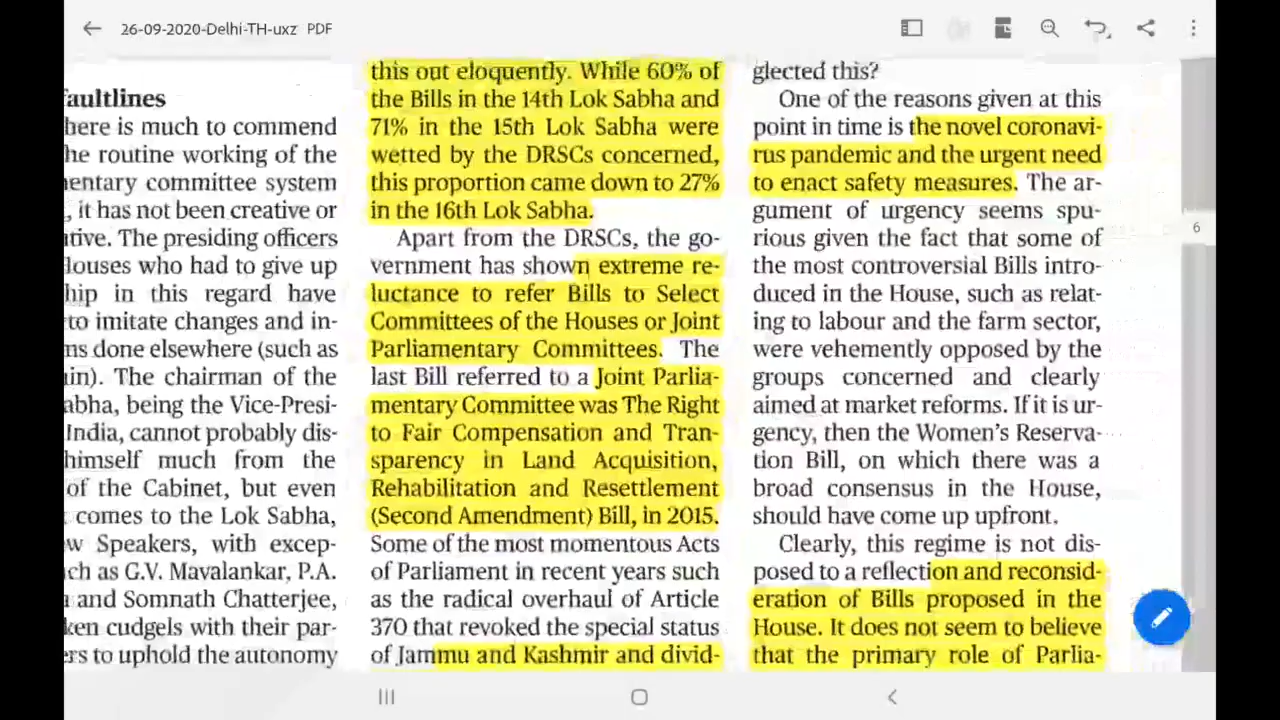 26-09-2020-Delhi-TH-uxz PDF
faultlines
here is much to commend
he routine working of the
mentary committee system
, it has not been creative or
ative. The presiding officers
Houses who had to give up
hip in this regard have
to imitate changes and in-
ms done elsewhere (such as
ain). The chairman of the
abha, being the Vice-Presi-
India, cannot probably dis-
himself much from the
of the Cabinet, but even
comes to the Lok Sabha,
w Speakers, with excep-
ch as G.V. Mavalankar, P.A.
and Somnath Chatterjee,
ken cudgels with their par-
ers to uphold the autonomy
this out eloquently. While 60% of
the Bills in the 14th Lok Sabha and
71% in the 15th Lok Sabha were
wetted by the DRSCs concerned,
this proportion came down to 27%
in the 16th Lok Sabha.
Apart from the DRSCs, the go-
vernment has shown extreme re-
luctance to refer Bills to Select
Committees of the Houses or Joint
Parliamentary Committees. The
last Bill referred to a Joint Parlia-
mentary Committee was The Right
to Fair Compensation and Tran-
sparency in Land Acquisition,
Rehabilitation and Resettlement
(Second Amendment) Bill, in 2015.
Some of the most momentous Acts
of Parliament in recent years such
as the radical overhaul of Article
370 that revoked the special status
of Jammu and Kashmir and divid-
glected this?
One of the reasons given at this
point in time is the novel coronavi-
rus pandemic and the urgent need
to enact safety measures. The ar-
gument of urgency seems spu-
rious given the fact that some of
the most controversial Bills intro-
duced in the House, such as relat-
ing to labour and the farm sector,
were vehemently opposed by the
groups concerned and clearly
aimed at market reforms. If it is ur-
gency, then the Women's Reserva-
tion Bill, on which there was a
broad consensus in the House,
should have come up upfront.
Clearly, this regime is not dis-
posed to a reflection and reconsid-
eration of Bills proposed in the
House. It does not seem to believe
that the primary role of Parlia-
6